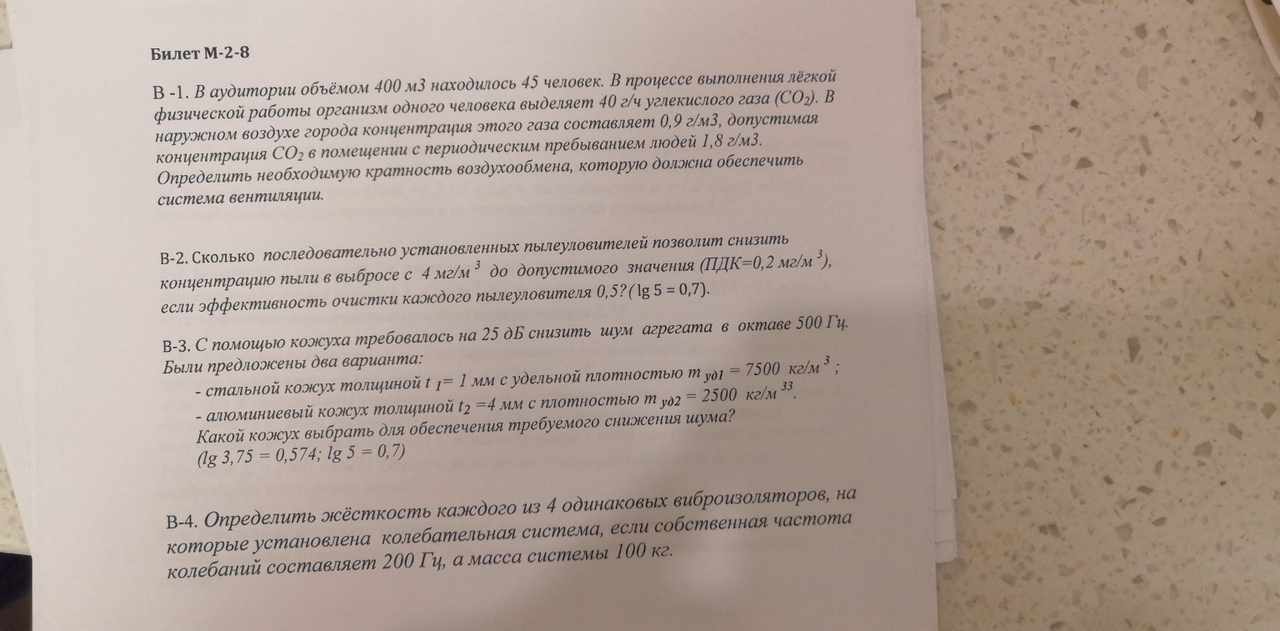 Билет М-2-8
В -1. В аудитории объёмом 400 м3 находилось 45 человек. В процессе выполнения лёгкой
физической работы организм одного человека выделяет 40 г/ч углекислого газа (СО₂). В
наружном воздухе города концентрация этого газа составляет 0,9 г/м3, допустимая
концентрация СО₂ в помещении с периодическим пребыванием людей 1,8 г/м3.
Определить необходимую кратность воздухообмена, которую должна обеспечить
система вентиляции.
В-2. Сколько последовательно установленных пылеуловителей позволит снизить
концентрацию пыли в выбросе с 4 мг/м ³ до допустимого значения (ПДК=0,2 мг/м ³),
если эффективность очистки каждого пылеуловителя 0,5?( lg 5 = 0,7).
В-3. С помощью кожуха требовалось на 25 дБ снизить шум агрегата в октаве 500 Гц.
Были предложены два варианта:
- стальной кожух толщиной t ₁= 1 мм с удельной плотностью m уд1 = 7500 кг/м ³ ;
- алюминиевый кожух толщиной t₂ =4 мм с плотностью m уд2 = 2500 кг/м ³³.
Какой кожух выбрать для обеспечения требуемого снижения шума?
(lg 3,75 = 0,574; lg 5 = 0,7)
В-4. Определить жёсткость каждого из 4 одинаковых виброизоляторов, на
которые установлена колебательная система, если собственная частота
колебаний составляет 200 Гц, а масса системы 100 кг.